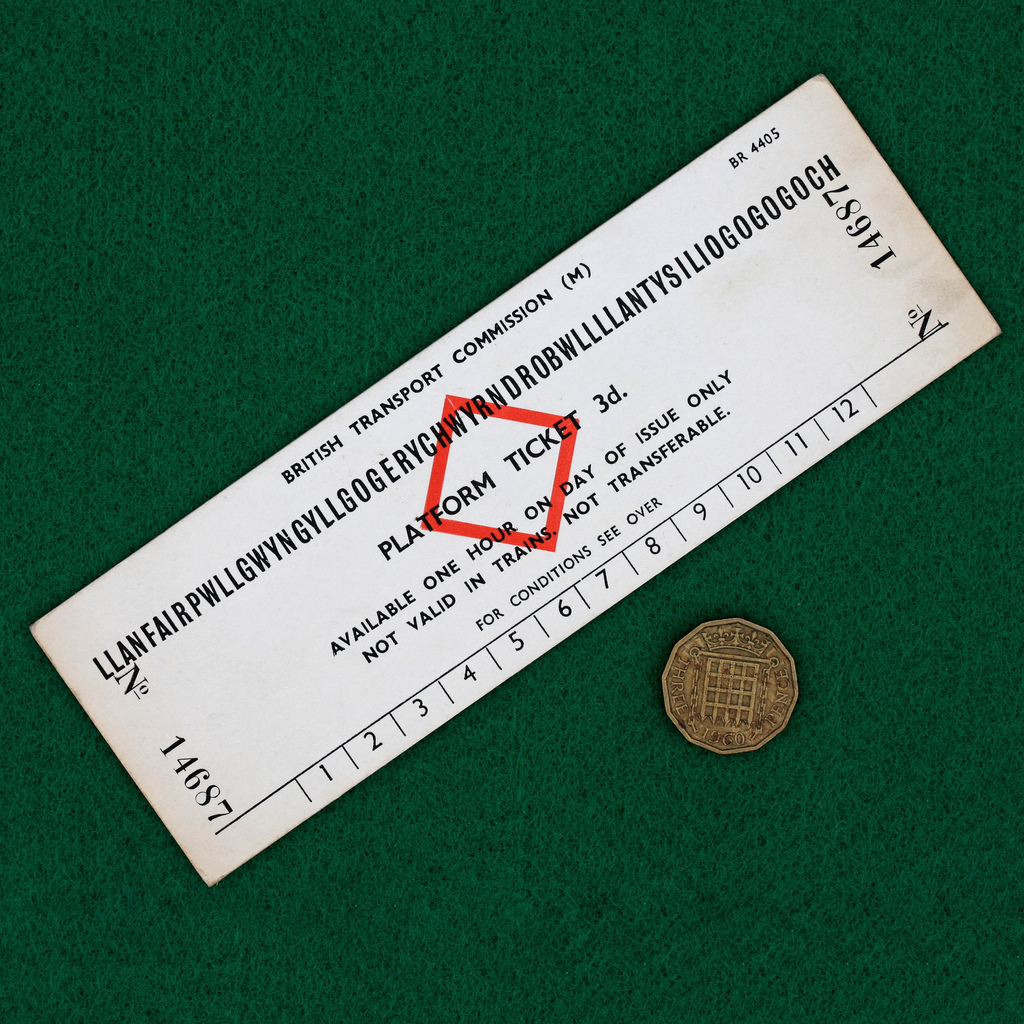 BR 4405
BRITISH TRANSPORT COMMISSION (M)
LLANFAIRPWLLGWYNGYLLGOGERYCHWYRNDROBWLLLLANTYSILIOGOGOGOCH
PLATFORM TICKET 3d.
AVAILABLE ONE HOUR ON DAY OF ISSUE ONLY
NOT VALID IN TRAINS. NOT TRANSFERABLE.
FOR CONDITIONS SEE OVER
1 2 3 4 5 6 7 8 9 10 11 12
Nº 14687
Nº 14687
THREE PENCE
1960